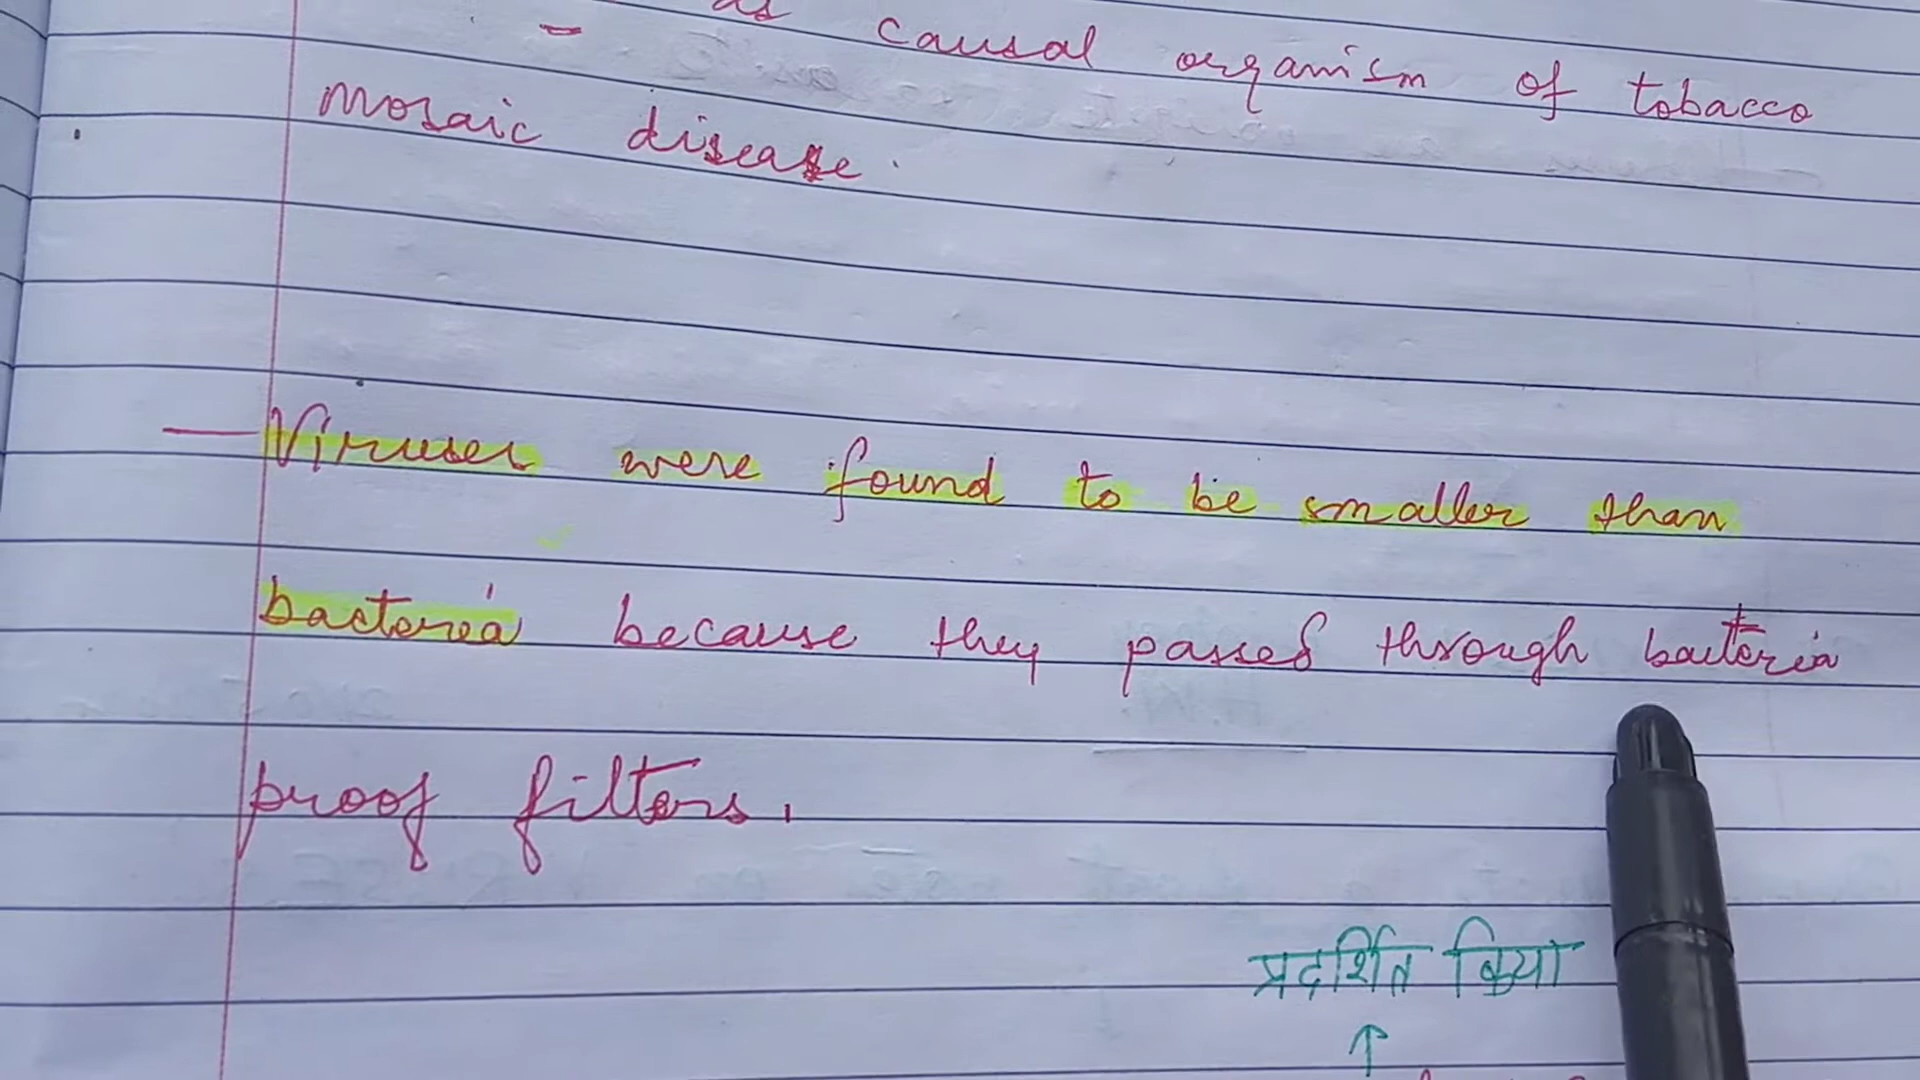 as causal organism of tobacco
mosaic disease.
— Viruses were found to be smaller than
bacteria because they passed through bacteria
proof filters.
प्रदर्शित किया
↑